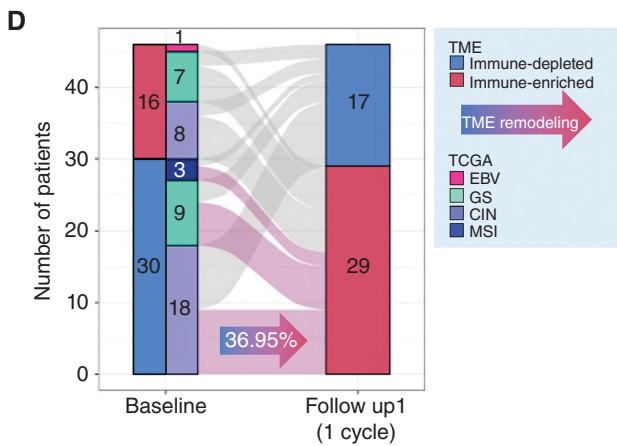 D
Number of patients
40
30
20
10
0
1
16
7
8
3
9
30
18
36.95%
17
29
Baseline
Follow up1
(1 cycle)
TME
Immune-depleted
Immune-enriched
TME remodeling
TCGA
EBV
GS
CIN
MSI